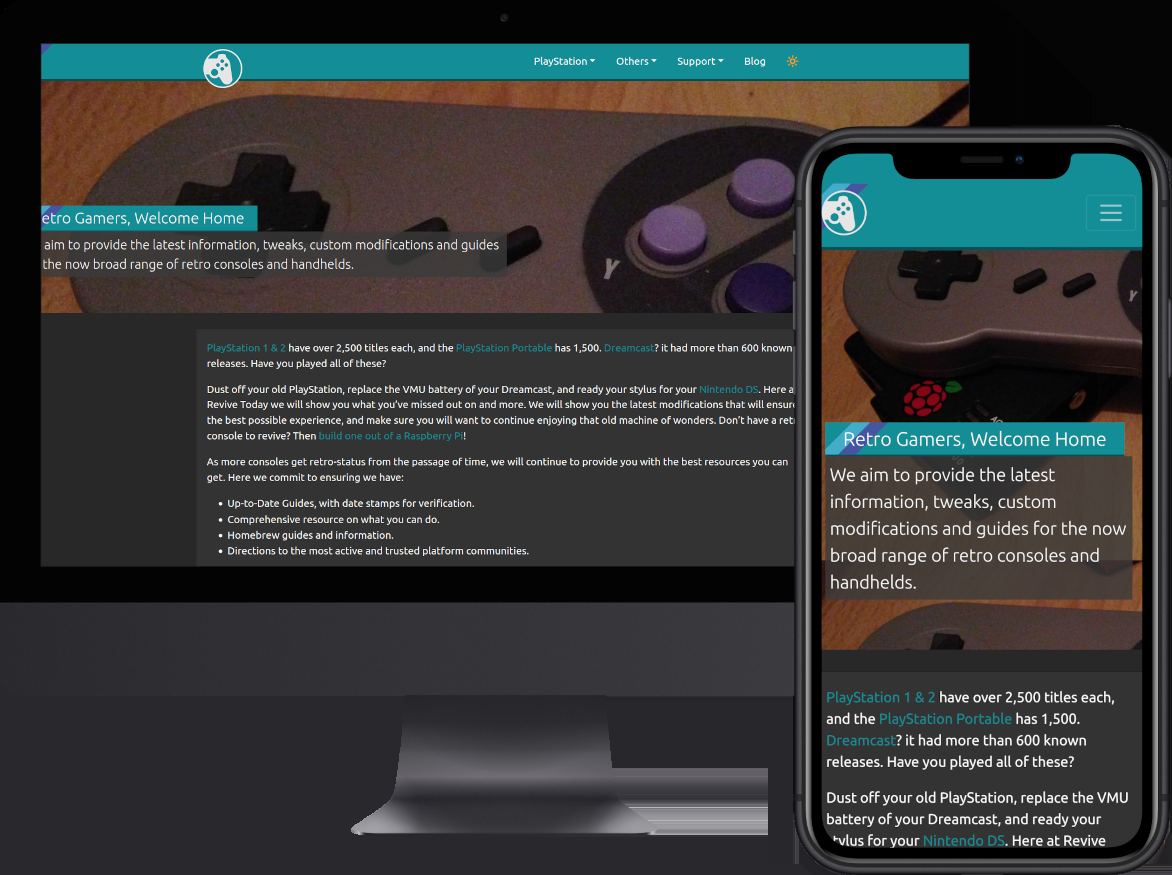 PlayStation Others Support Blog
etro Gamers, Welcome Home
aim to provide the latest information, tweaks, custom modifications and guides
the now broad range of retro consoles and handhelds.
Y
PlayStation 1 & 2 have over 2,500 titles each, and the PlayStation Portable has 1,500. Dreamcast? it had more than 600 known
releases. Have you played all of these?
Dust off your old PlayStation, replace the VMU battery of your Dreamcast, and ready your stylus for your Nintendo DS. Here a
Revive Today we will show you what you've missed out on and more. We will show you the latest modifications that will ensure
the best possible experience, and make sure you will want to continue enjoying that old machine of wonders. Don't have a retr
console to revive? Then build one out of a Raspberry Pi!
As more consoles get retro-status from the passage of time, we will continue to provide you with the best resources you can
get. Here we commit to ensuring we have:
• Up-to-Date Guides, with date stamps for verification.
• Comprehensive resource on what you can do.
• Homebrew guides and information.
• Directions to the most active and trusted platform communities.
Y
Retro Gamers, Welcome Home
We aim to provide the latest
information, tweaks, custom
modifications and guides for the now
broad range of retro consoles and
handhelds.
PlayStation 1 & 2 have over 2,500 titles each,
and the PlayStation Portable has 1,500.
Dreamcast? it had more than 600 known
releases. Have you played all of these?
Dust off your old PlayStation, replace the VMU
battery of your Dreamcast, and ready your
stylus for your Nintendo DS. Here at Revive